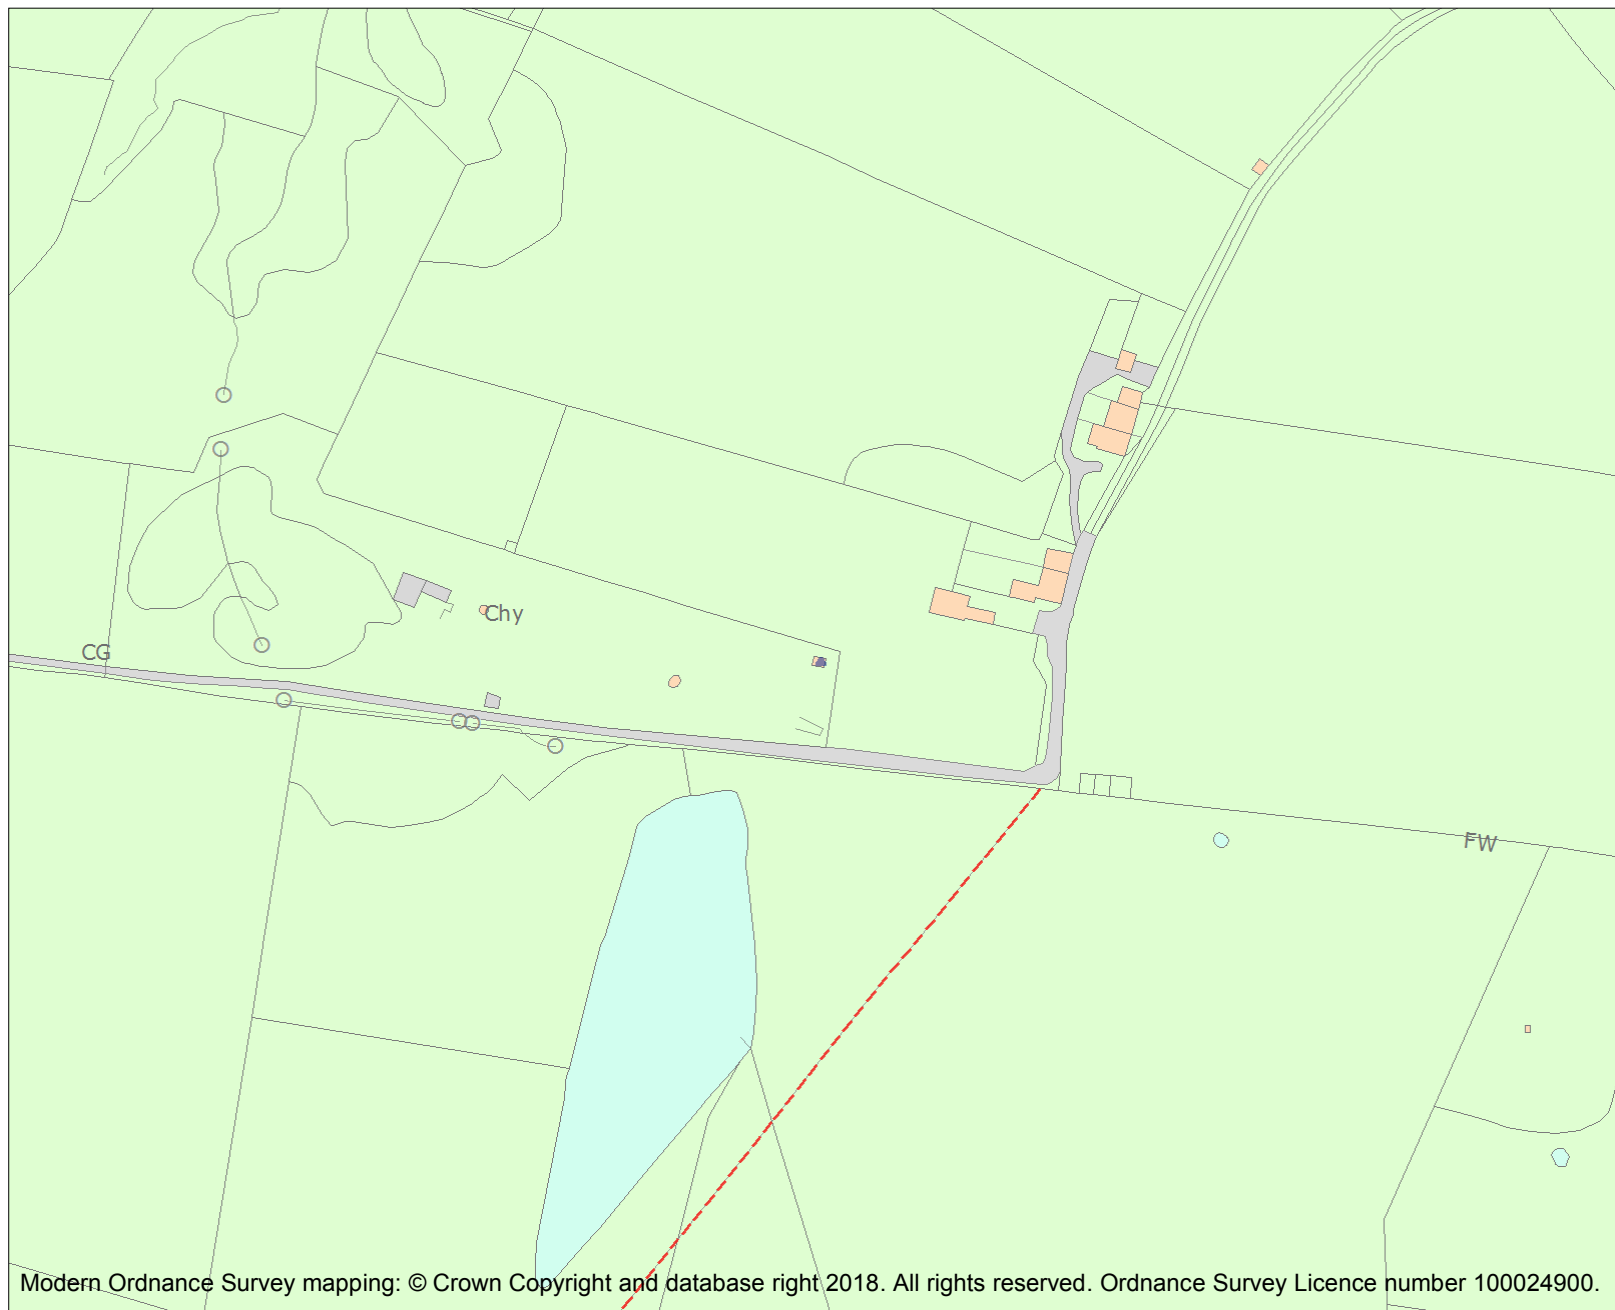 Chy
CG
FW
Modern Ordnance Survey mapping: © Crown Copyright and database right 2018. All rights reserved. Ordnance Survey Licence number 100024900.